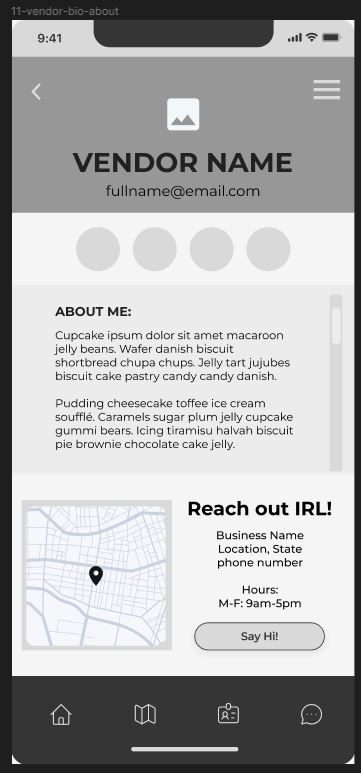 11-vendor-bio-about
9:41
VENDOR NAME
fullname@email.com
ABOUT ME:
Cupcake ipsum dolor sit amet macaroon
jelly beans. Wafer danish biscuit
shortbread chupa chups. Jelly tart jujubes
biscuit cake pastry candy candy danish.
Pudding cheesecake toffee ice cream
soufflé. Caramels sugar plum jelly cupcake
gummi bears. Icing tiramisu halvah biscuit
pie brownie chocolate cake jelly.
Reach out IRL!
Business Name
Location, State
phone number
Hours:
M-F: 9am-5pm
Say Hi!